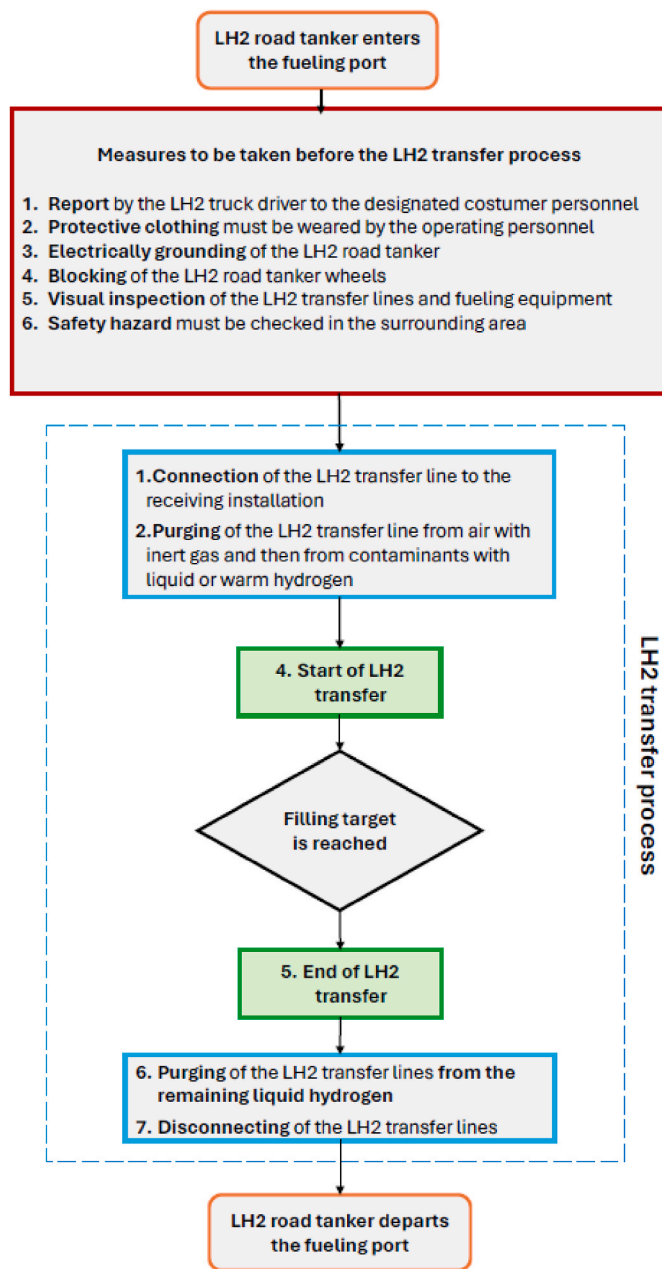 LH2 road tanker enters
the fueling port
Measures to be taken before the LH2 transfer process
1. Report by the LH2 truck driver to the designated costumer personnel
2. Protective clothing must be weared by the operating personnel
3. Electrically grounding of the LH2 road tanker
4. Blocking of the LH2 road tanker wheels
5. Visual inspection of the LH2 transfer lines and fueling equipment
6. Safety hazard must be checked in the surrounding area
1.Connection of the LH2 transfer line to the
receiving installation
2.Purging of the LH2 transfer line from air with
inert gas and then from contaminants with
liquid or warm hydrogen
4. Start of LH2
transfer
Filling target
is reached
5. End of LH2
transfer
6. Purging of the LH2 transfer lines from the
remaining liquid hydrogen
7. Disconnecting of the LH2 transfer lines
LH2 transfer process
LH2 road tanker departs
the fueling port